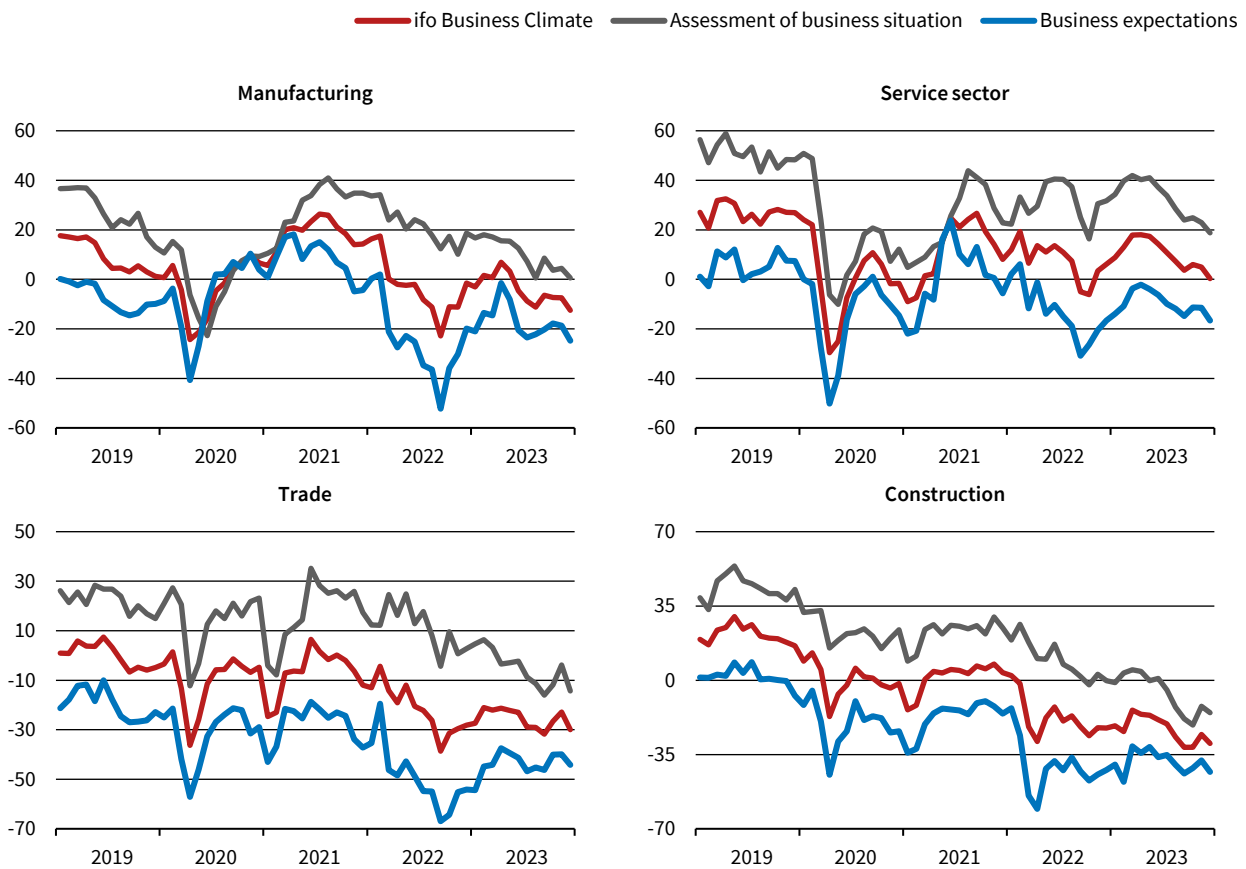 ifo Business Climate Assessment of business situation Business expectations
Manufacturing
60
40
20
0
-20
-40
-60
2019 2020 2021 2022 2023
Service sector
60
40
20
0
-20
-40
-60
2019 2020 2021 2022 2023
Trade
50
30
10
-10
-30
-50
-70
2019 2020 2021 2022 2023
Construction
70
35
0
-35
-70
2019 2020 2021 2022 2023